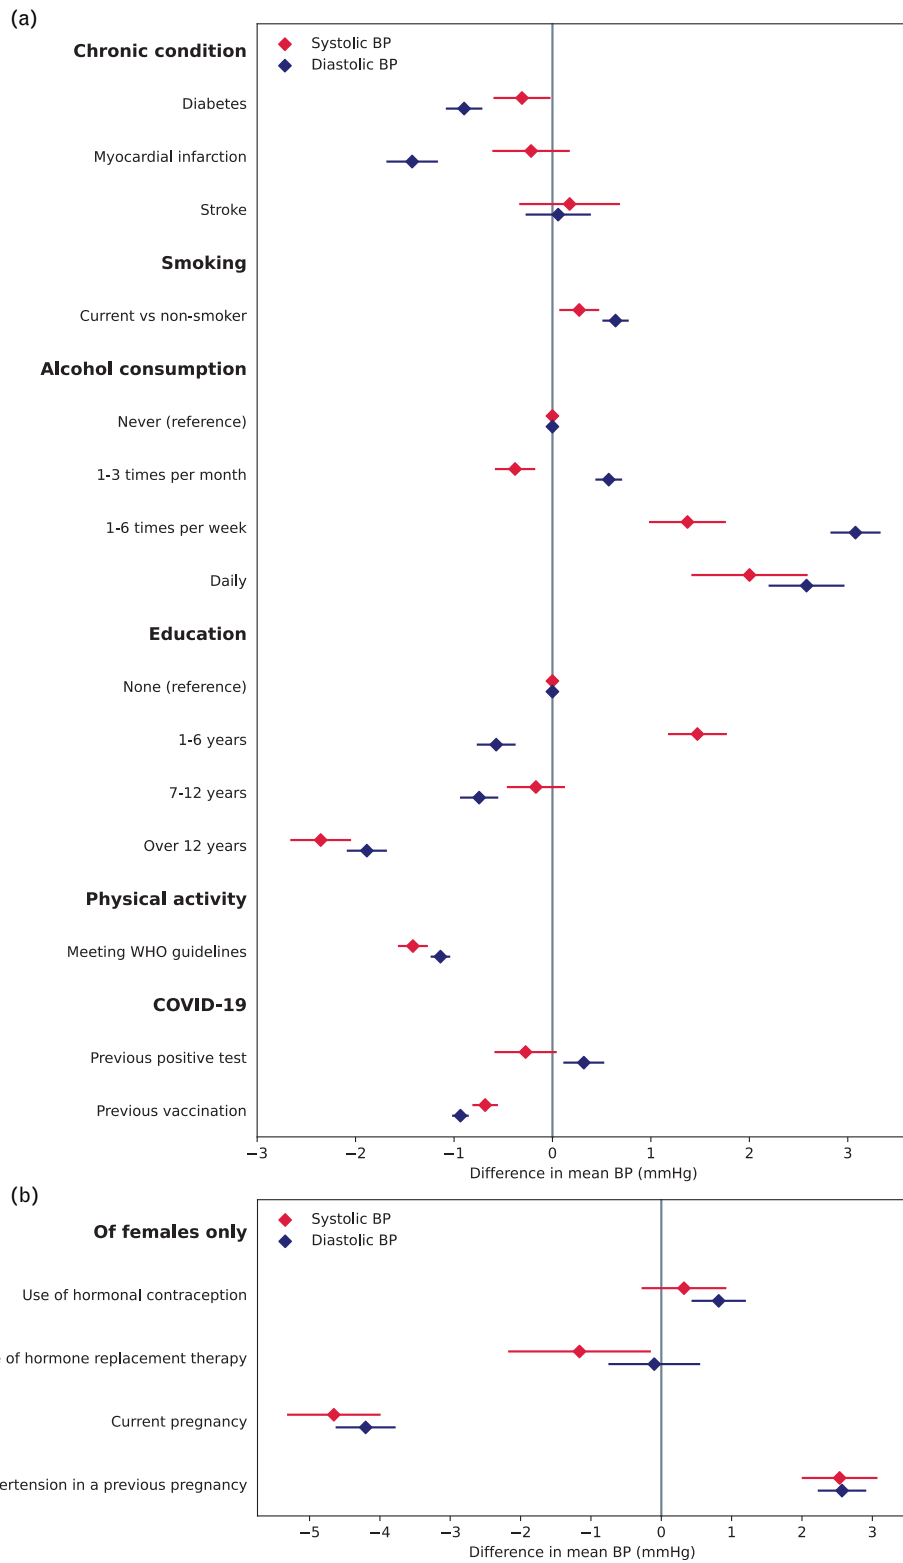 (a)
Chronic condition
Systolic BP
Diastolic BP
Diabetes
Myocardial infarction
Stroke
Smoking
Current vs non-smoker
Alcohol consumption
Never (reference)
1-3 times per month
1-6 times per week
Daily
Education
None (reference)
1-6 years
7-12 years
Over 12 years
Physical activity
Meeting WHO guidelines
COVID-19
Previous positive test
Previous vaccination
−3 −2 −1 0 1 2 3
Difference in mean BP (mmHg)
(b)
Of females only
Systolic BP
Diastolic BP
Use of hormonal contraception
of hormone replacement therapy
Current pregnancy
ertension in a previous pregnancy
−5 −4 −3 −2 −1 0 1 2 3
Difference in mean BP (mmHg)